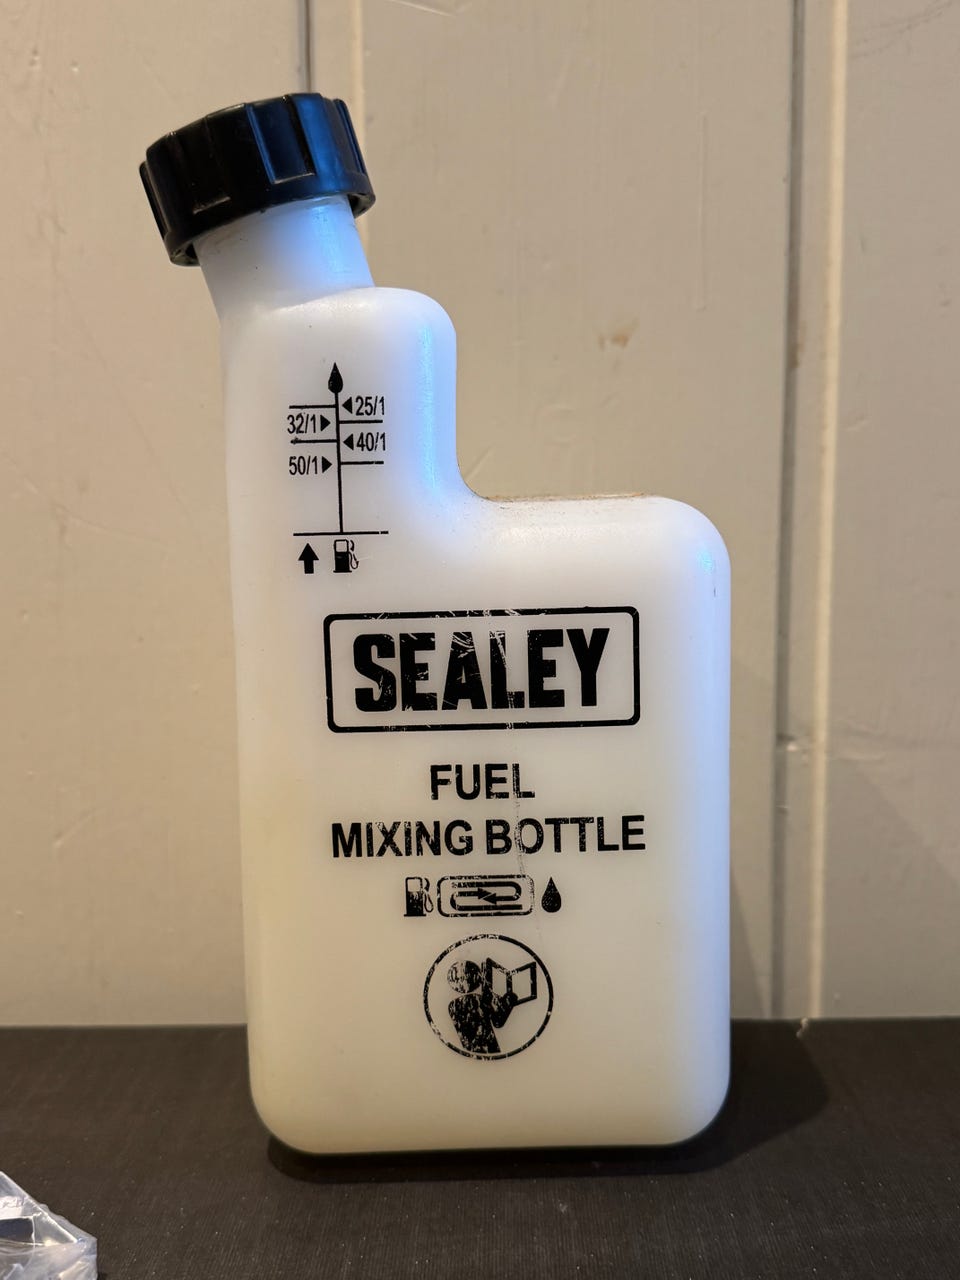 25/1
32/1
40/1
50/1
SEALEY
FUEL
MIXING BOTTLE